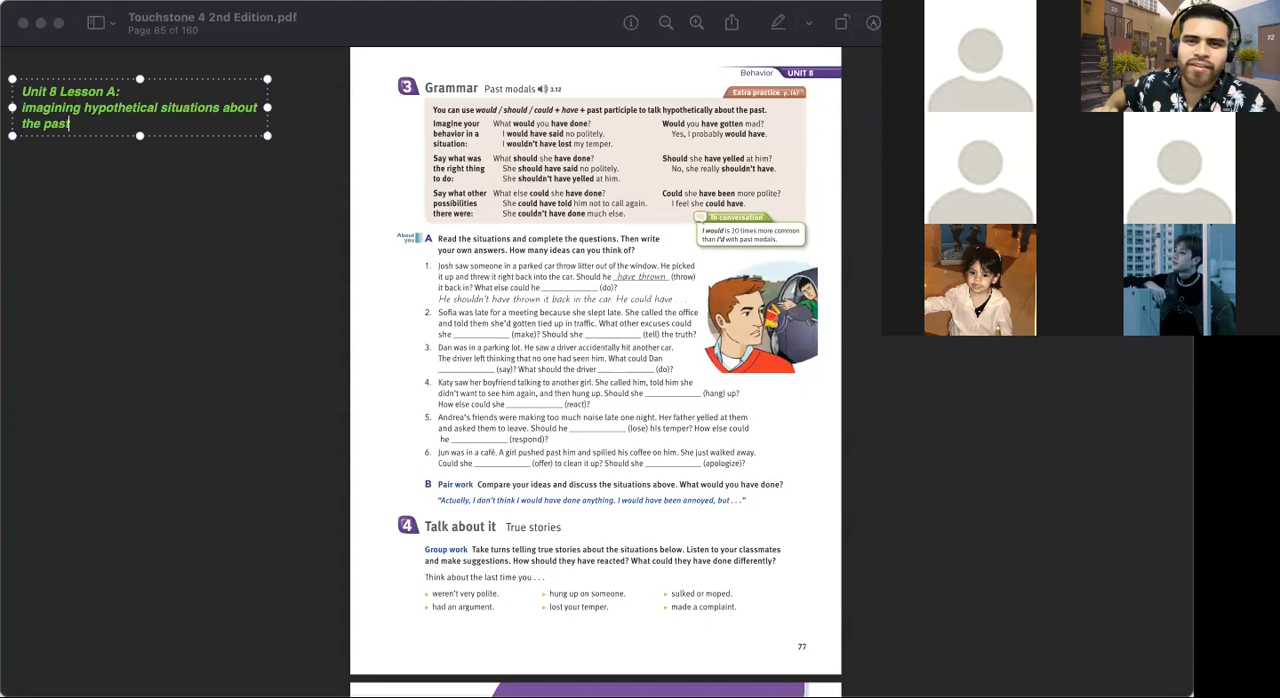 Touchstone 4 2nd Edition.pdf
Page 85 of 160
Unit 8 Lesson A:
imagining hypothetical situations about
the past
Behavior UNIT 8
3 Grammar Past modals 3.12
Extra practice p. 147
You can use would / should / could + have + past participle to talk hypothetically about the past.
Imagine your What would you have done? Would you have gotten mad?
behavior in a I would have said no politely. Yes, I probably would have.
situation: I wouldn't have lost my temper.
Say what was What should she have done? Should she have yelled at him?
the right thing She should have said no politely. No, she really shouldn't have.
to do: She shouldn't have yelled at him.
Say what other What else could she have done? Could she have been more polite?
possibilities She could have told him not to call again. I feel she could have.
there were: She couldn't have done much else.
In conversation
I would is 20 times more common
than I'd with past modals.
About you
A Read the situations and complete the questions. Then write
your own answers. How many ideas can you think of?
1. Josh saw someone in a parked car throw litter out of the window. He picked
it up and threw it right back into the car. Should he have thrown (throw)
it back in? What else could he ____________ (do)?
He shouldn't have thrown it back in the car. He could have . . .
2. Sofia was late for a meeting because she slept late. She called the office
and told them she'd gotten tied up in traffic. What other excuses could
she ____________ (make)? Should she ____________ (tell) the truth?
3. Dan was in a parking lot. He saw a driver accidentally hit another car.
The driver left thinking that no one had seen him. What could Dan
____________ (say)? What should the driver ____________ (do)?
4. Katy saw her boyfriend talking to another girl. She called him, told him she
didn't want to see him again, and then hung up. Should she ____________ (hang) up?
How else could she ____________ (react)?
5. Andrea's friends were making too much noise late one night. Her father yelled at them
and asked them to leave. Should he ____________ (lose) his temper? How else could
he ____________ (respond)?
6. Jun was in a café. A girl pushed past him and spilled his coffee on him. She just walked away.
Could she ____________ (offer) to clean it up? Should she ____________ (apologize)?
B Pair work Compare your ideas and discuss the situations above. What would you have done?
"Actually, I don't think I would have done anything. I would have been annoyed, but . . ."
4 Talk about it True stories
Group work Take turns telling true stories about the situations below. Listen to your classmates
and make suggestions. How should they have reacted? What could they have done differently?
Think about the last time you . . .
weren't very polite. hung up on someone. sulked or moped.
had an argument. lost your temper. made a complaint.
77